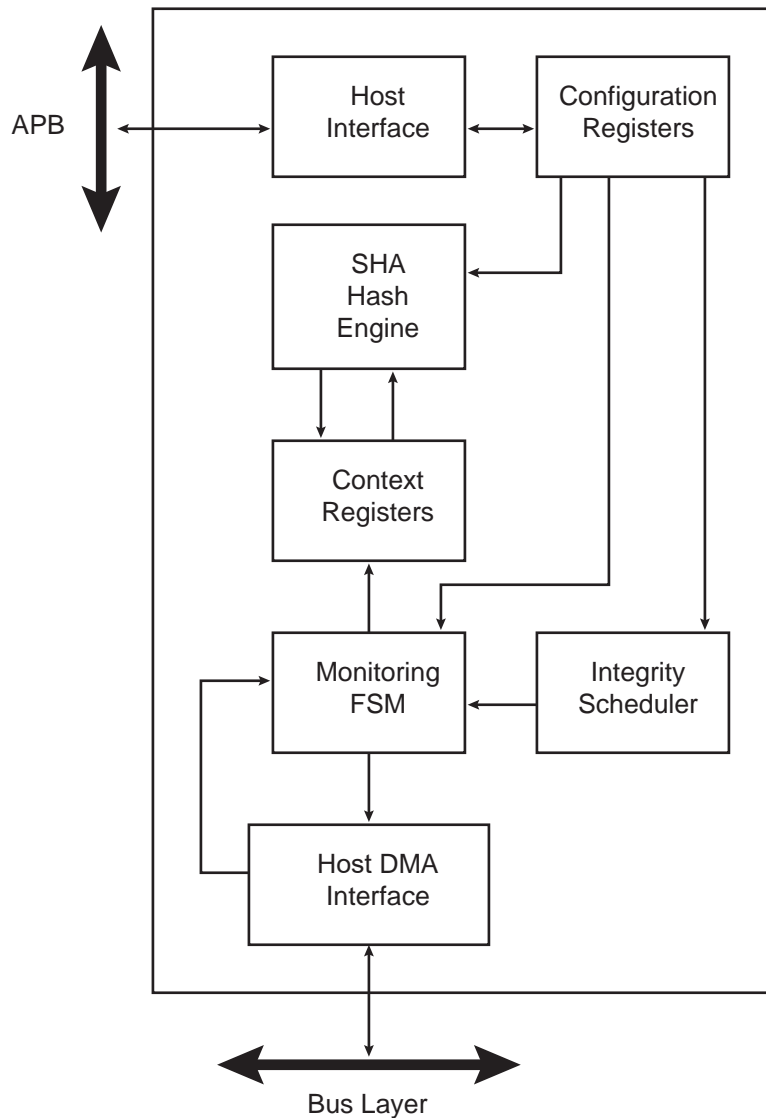 APB
Host
Interface
Configuration
Registers
SHA
Hash
Engine
Context
Registers
Monitoring
FSM
Integrity
Scheduler
Host DMA
Interface
Bus Layer